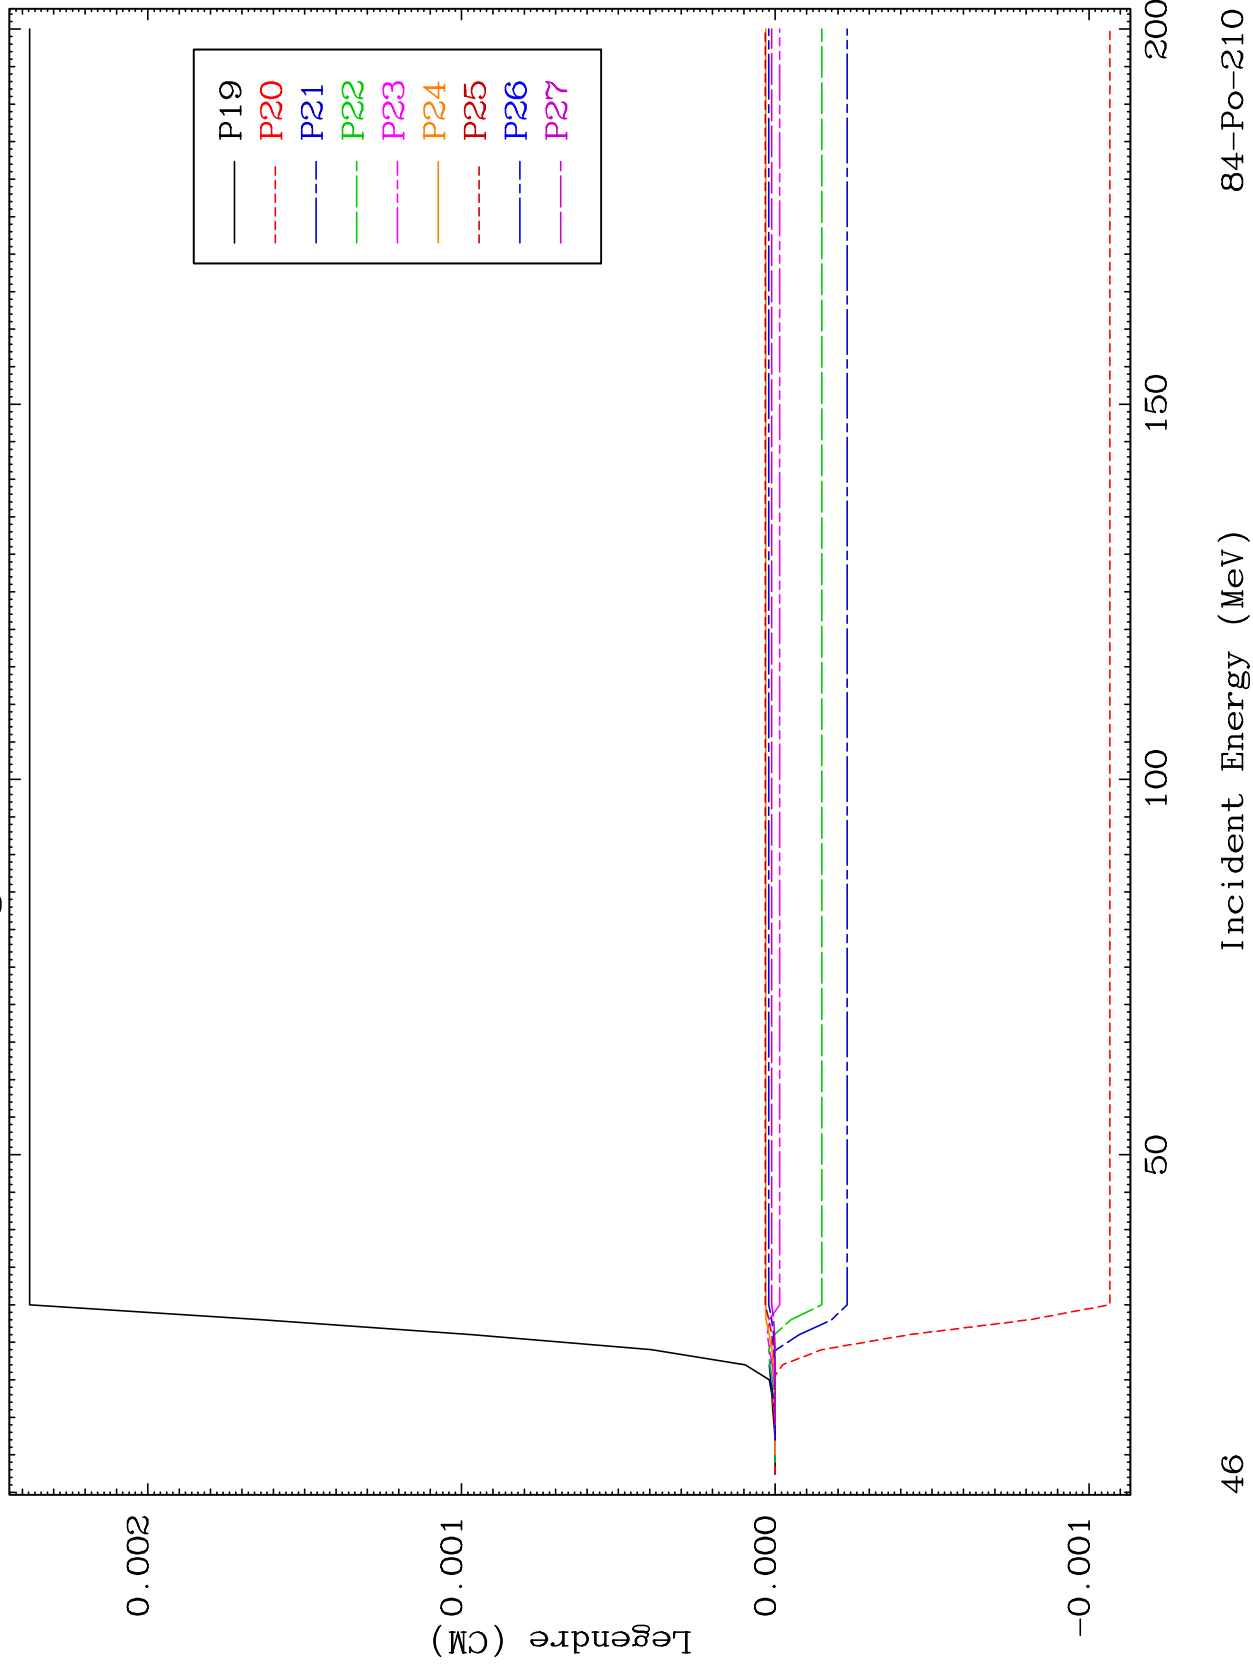 P19
P20
P21
P22
P23
P24
P25
P26
P27
0.002
0.001
0.000
-0.001
Legendre (CM)
50
100
150
200
Incident Energy (MeV)
46
84-Po-210